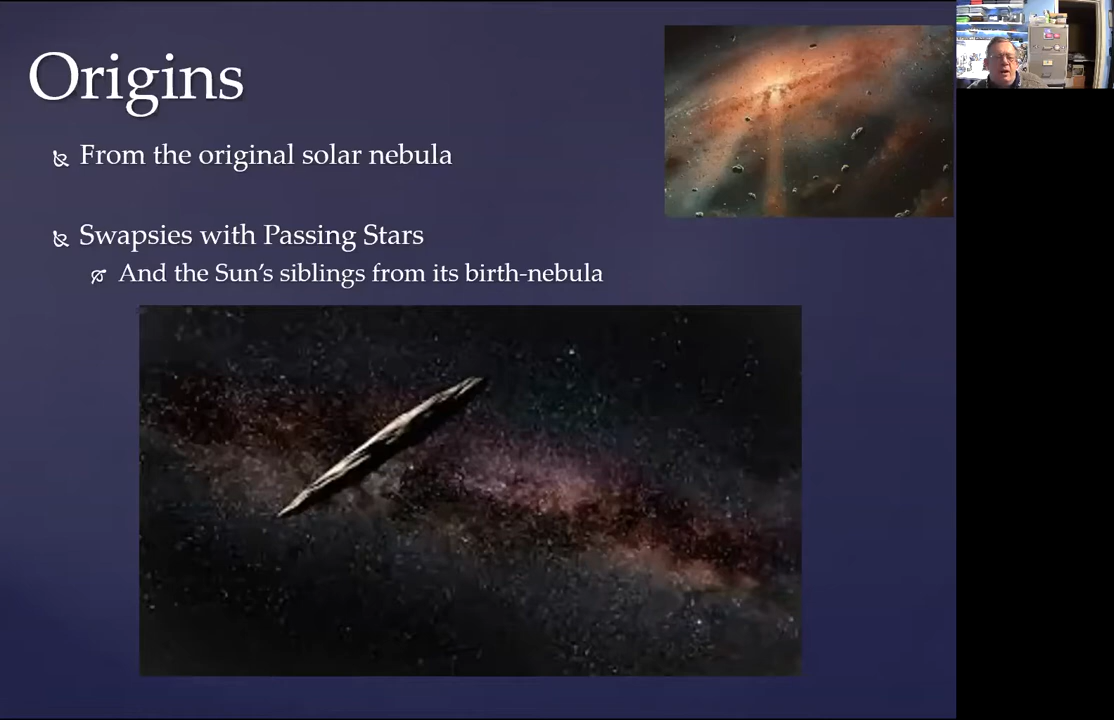 Origins
From the original solar nebula
Swapsies with Passing Stars
And the Sun's siblings from its birth-nebula